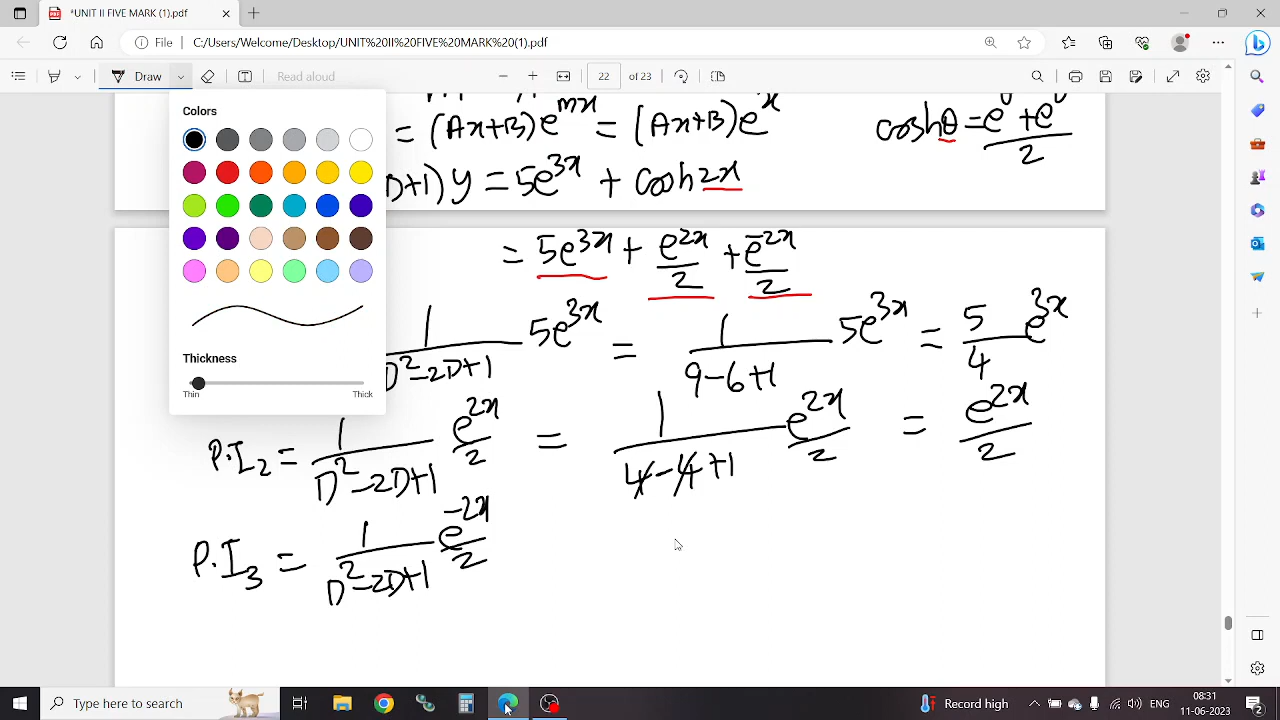 *UNIT II FIVE MARK (1).pdf
File C:/Users/Welcome/Desktop/UNIT%20II%20FIVE%20MARK%20(1).pdf
Draw Read aloud 22 of 23
Colors
Thickness
Thin Thick
= (Ax+B)e^{mx} = (Ax+B)e^x
coshθ = e^θ + e^θ / 2
D+1) y = 5e^{3x} + cosh 2x
= 5e^{3x} + e^{2x}/2 + e^{-2x}/2
1/(D²-2D+1) 5e^{3x} = 1/(9-6+1) 5e^{3x} = 5/4 e^{3x}
P.I₂ = 1/(D²-2D+1) e^{2x}/2 = 1/(4-4+1) e^{2x}/2 = e^{2x}/2
P.I₃ = 1/(D²-2D+1) e^{-2x}/2
Type here to search
Record high
ENG
08:31
11-06-2023
2